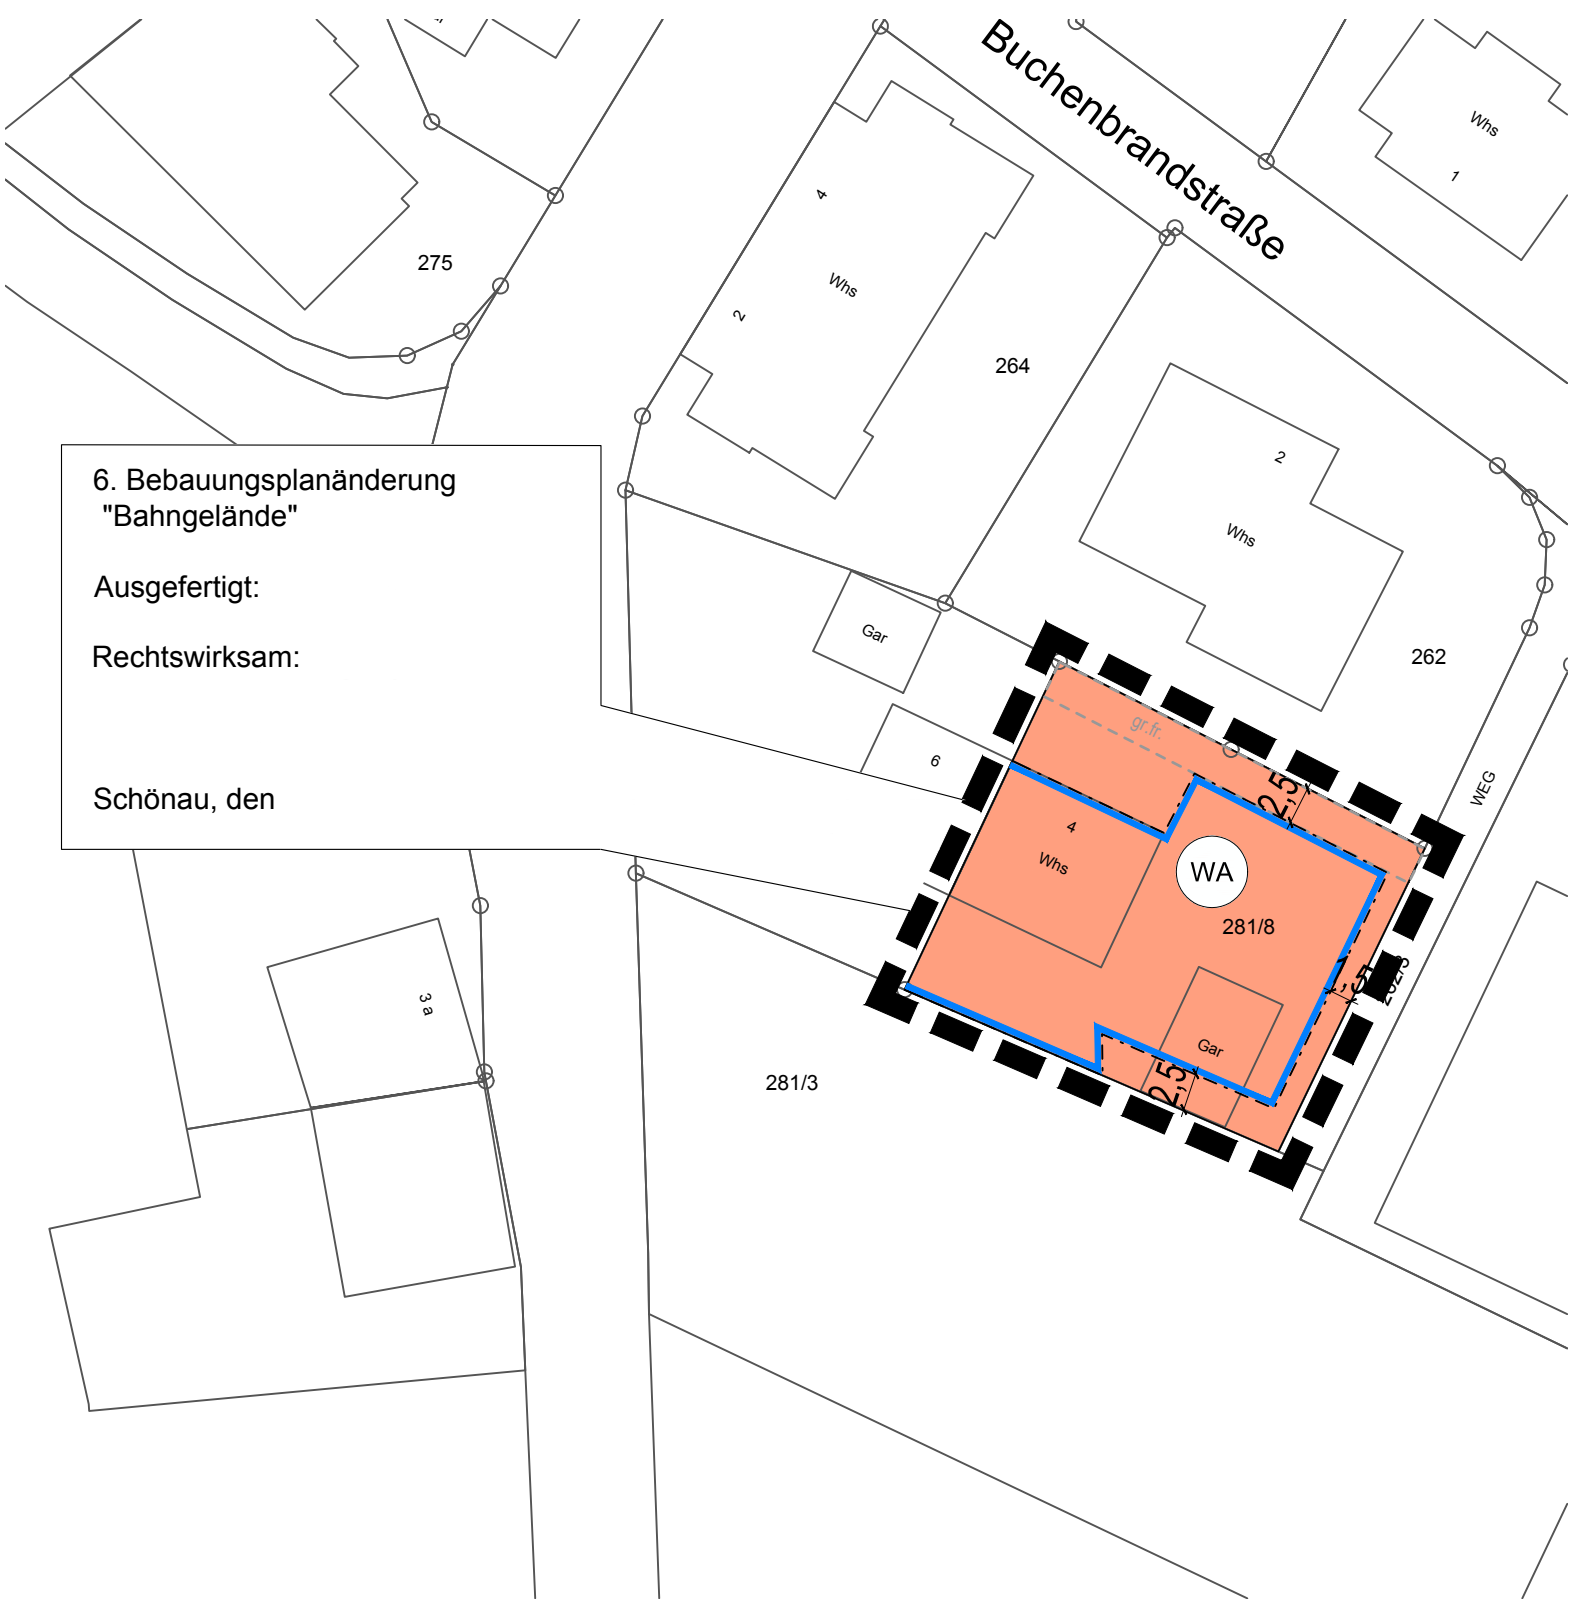 Buchenbrandstraße
Whs
1
275
4
Whs
2
264
2
Whs
6. Bebauungsplanänderung
"Bahngelände"
Ausgefertigt:
Rechtswirksam:
Schönau, den
Gar
262
gr.fr.
6
2,5
WEG
4
Whs
WA
281/8
3 a
Gar
2,5
281/3